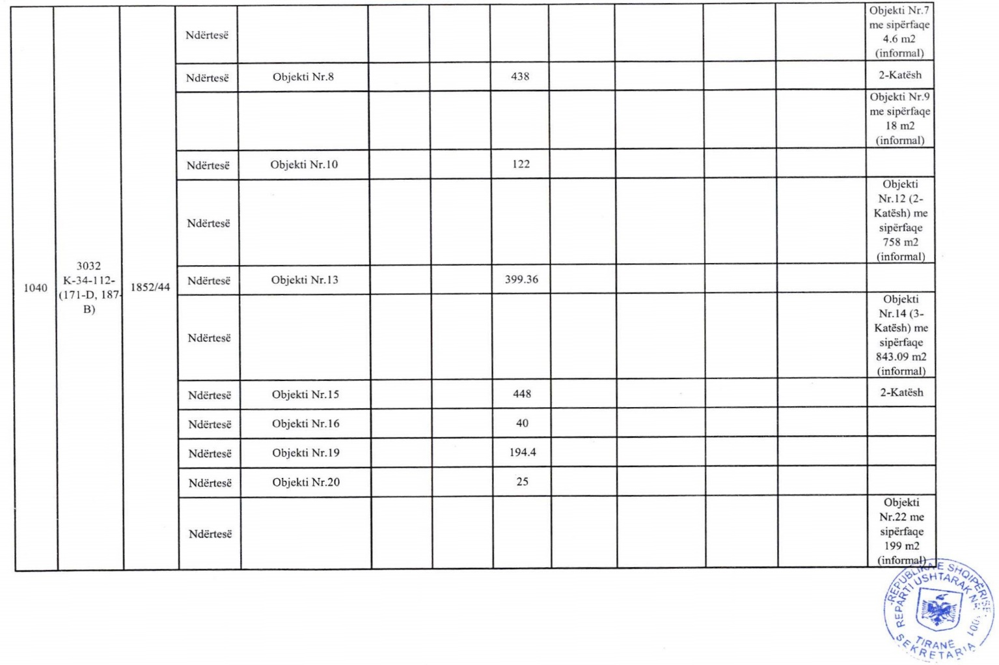 Ndërtesë
Objekti Nr.7
me sipërfaqe
4.6 m2
(informal)
Ndërtesë Objekti Nr.8 438 2-Katësh
Objekti Nr.9
me sipërfaqe
18 m2
(informal)
Ndërtesë Objekti Nr.10 122
Ndërtesë
Objekti
Nr.12 (2-
Katësh) me
sipërfaqe
758 m2
(informal)
1040
3032
K-34-112-
(171-D, 187-
B)
1852/44
Ndërtesë Objekti Nr.13 399.36
Ndërtesë
Objekti
Nr.14 (3-
Katësh) me
sipërfaqe
843.09 m2
(informal)
Ndërtesë Objekti Nr.15 448 2-Katësh
Ndërtesë Objekti Nr.16 40
Ndërtesë Objekti Nr.19 194.4
Ndërtesë Objekti Nr.20 25
Ndërtesë
Objekti
Nr.22 me
sipërfaqe
199 m2
(informal)
REPUBLIKA E SHQIPËRISË
REPARTI USHTARAK NR
TIRANË
SEKRETARIA